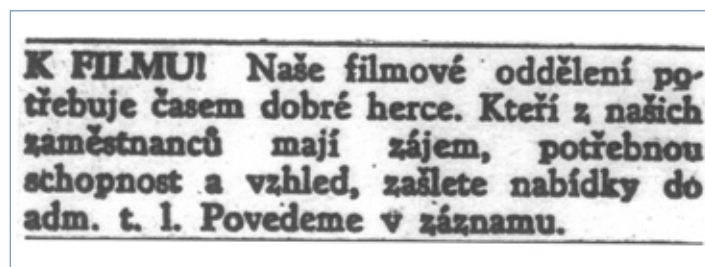 K FILMU! Naše filmové oddělení po-
třebuje časem dobré herce. Kteří z našich
zaměstnanců mají zájem, potřebnou
schopnost a vzhled, zašlete nabídky do
adm. t. l. Povedeme v záznamu.